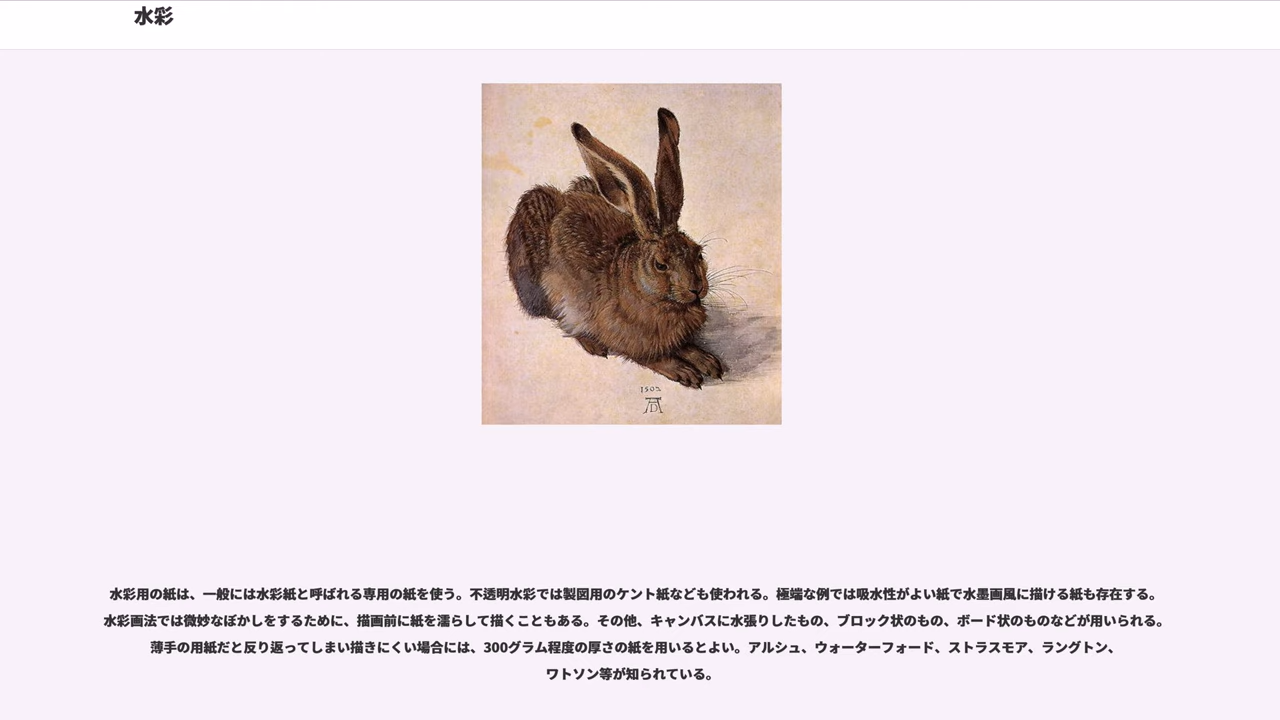 水彩
1502
AD
水彩用の紙は、一般には水彩紙と呼ばれる専用の紙を使う。不透明水彩では製図用のケント紙なども使われる。極端な例では吸水性がよい紙で水墨画風に描ける紙も存在する。
水彩画法では微妙なぼかしをするために、描画前に紙を濡らして描くこともある。その他、キャンバスに水張りしたもの、ブロック状のもの、ボード状のものなどが用いられる。
薄手の用紙だと反り返ってしまい描きにくい場合には、300グラム程度の厚さの紙を用いるとよい。アルシュ、ウォーターフォード、ストラスモア、ラングトン、
ワトソン等が知られている。